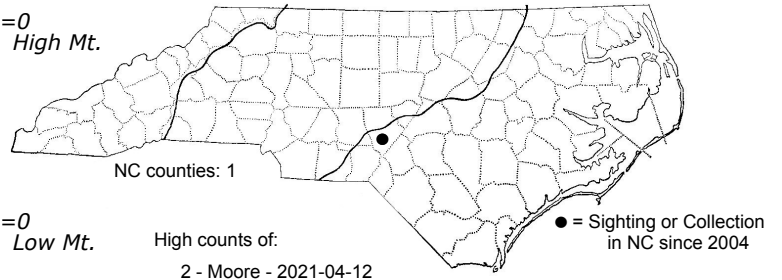 =0
High Mt.
NC counties: 1
=0
Low Mt.
High counts of:
2 - Moore - 2021-04-12
● = Sighting or Collection
in NC since 2004